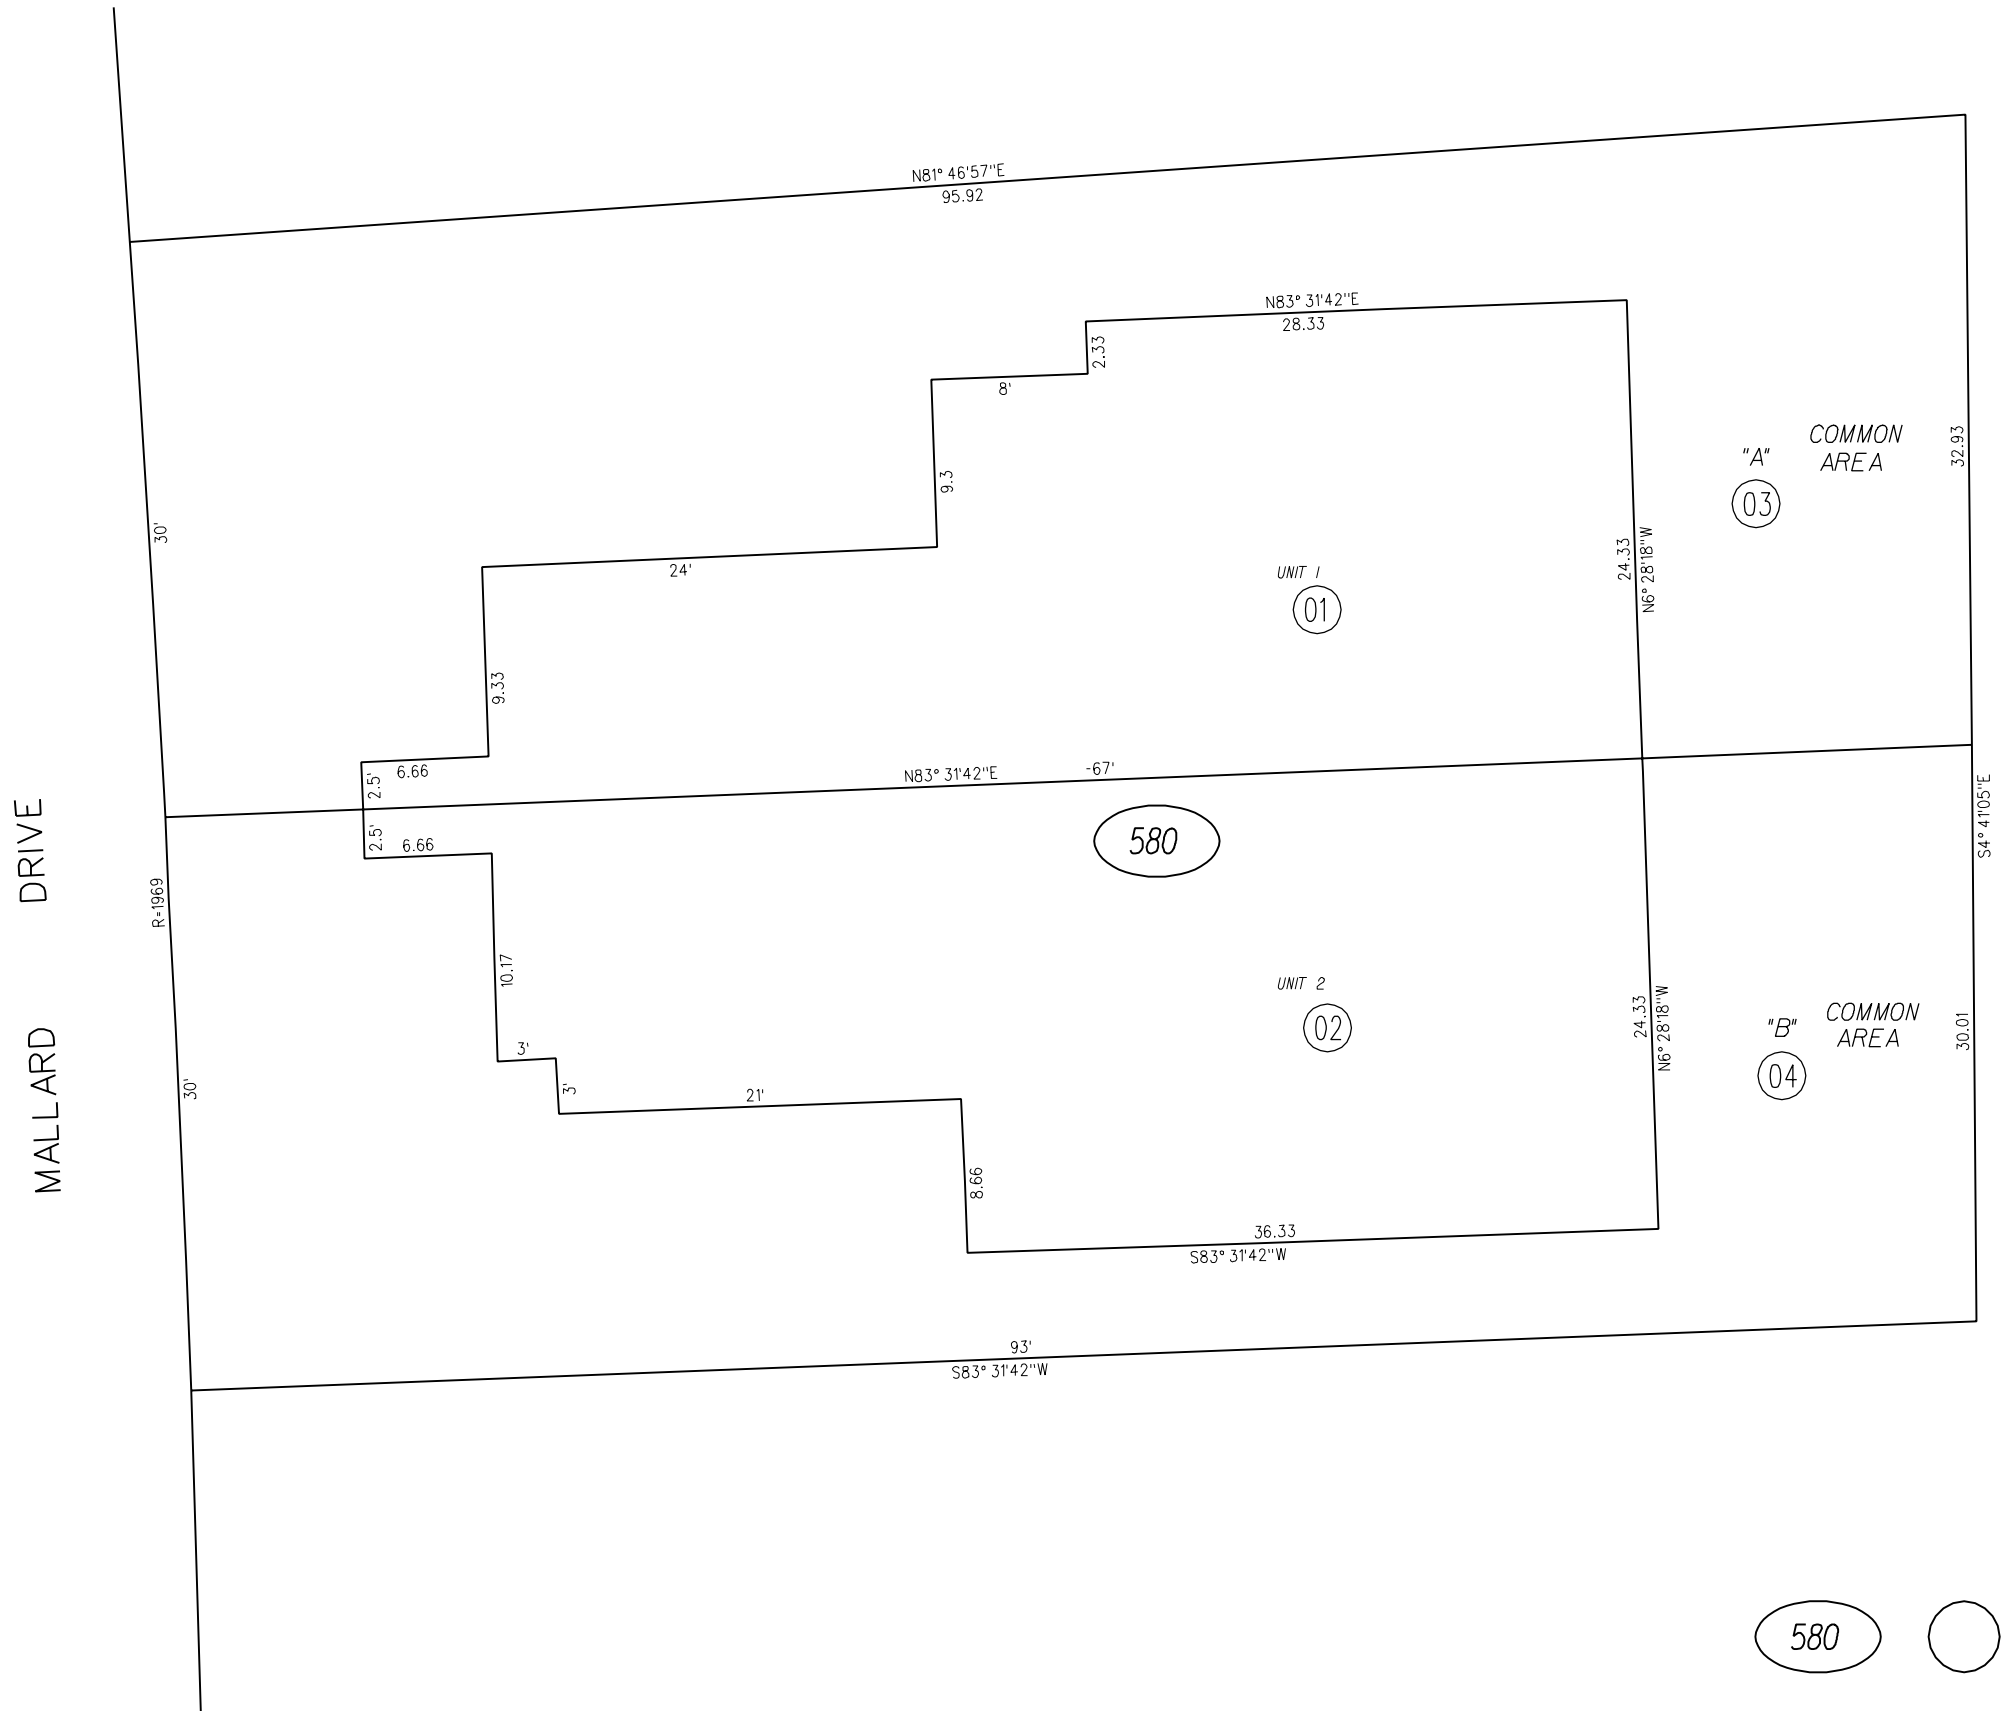 N81° 46'57"E
95.92
N83° 31'42"E
28.33
2.33
8'
9.3
24'
9.33
6.66
2.5'
30'
UNIT 1
01
24.33
N6° 28'18"W
"A"
COMMON
AREA
03
32.93
N83° 31'42"E
-67'
580
S4° 41'05"E
2.5'
6.66
R=1969
10.17
3'
3'
21'
8.66
30'
UNIT 2
02
24.33
N6° 28'18"W
"B"
COMMON
AREA
04
30.01
36.33
S83° 31'42"W
93'
S83° 31'42"W
MALLARD DRIVE
580